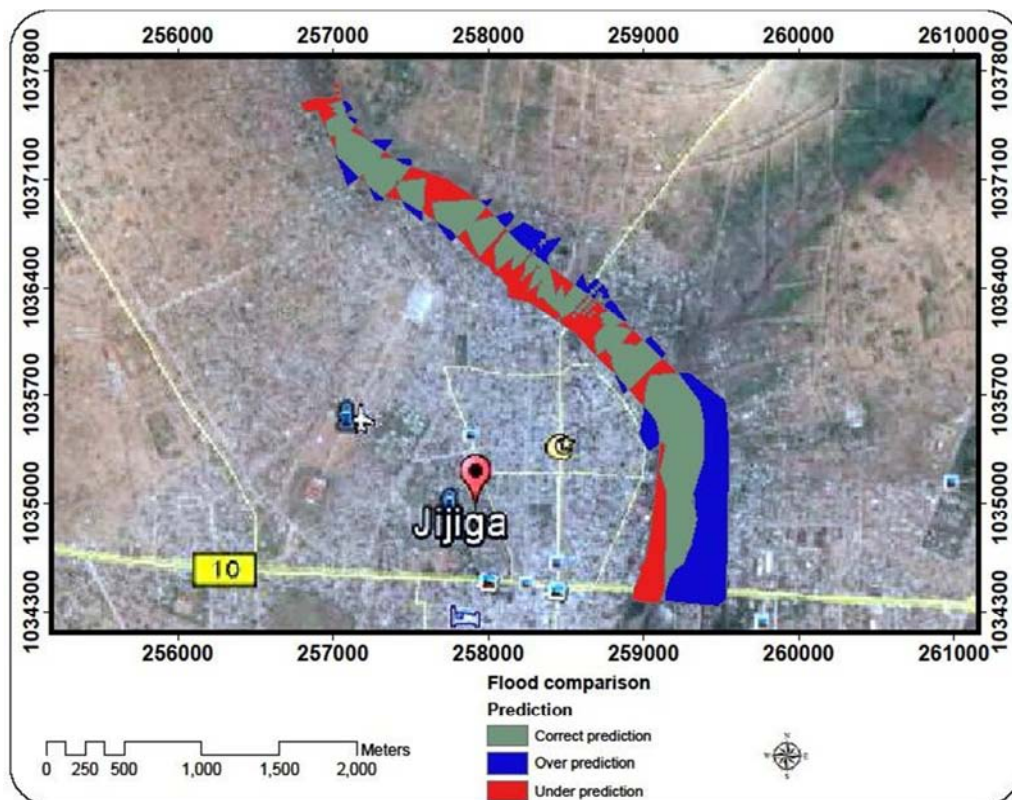 256000 257000 258000 259000 260000 261000
1037800 1037800
1037100 1037100
1036400 1036400
1035700 1035700
1035000 1035000
Jijiga
10
1034300 1034300
256000 257000 258000 259000 260000 261000
Flood comparison
Prediction
Correct prediction
Over prediction
Under prediction
Meters
0 250 500 1,000 1,500 2,000